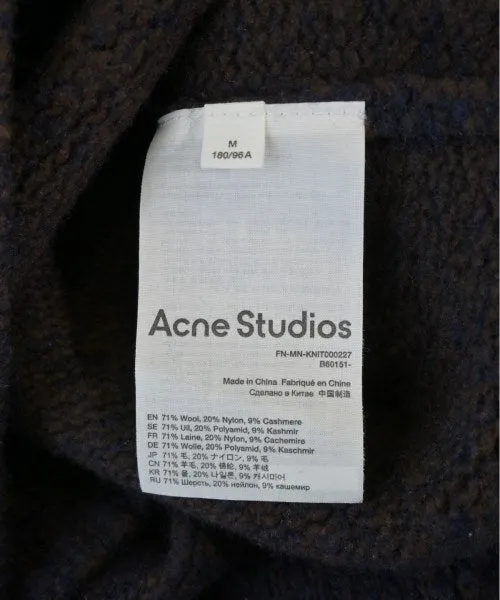 M
180/96A
Acne Studios
FN-MN-KNIT000227
B60151-
Made in China Fabriqué en Chine
Сделано в Китае 中国制造
EN 71% Wool, 20% Nylon, 9% Cashmere
SE 71% Ull, 20% Polyamid, 9% Kashmir
FR 71% Laine, 20% Nylon, 9% Cachemire
DE 71% Wolle, 20% Polyamid, 9% Kaschmir
JP 71% 毛, 20% ナイロン, 9% 毛
CN 71% 羊毛, 20% 锦纶, 9% 羊绒
KR 71% 울, 20% 나일론, 9% 캐시미어
RU 71% Шерсть, 20% нейлон, 9% кашемир